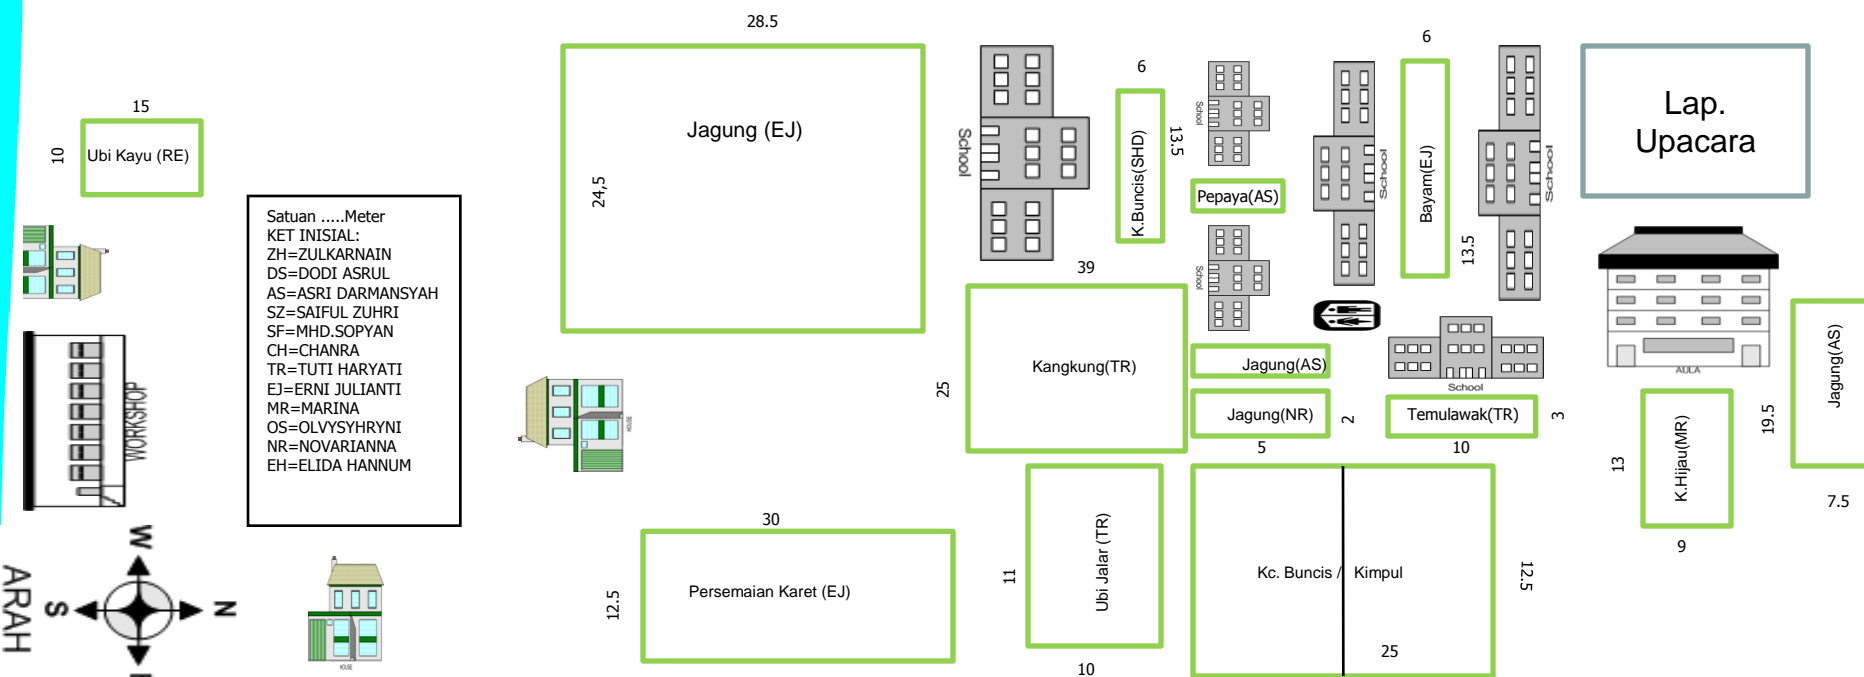 28.5
6
6
15
10
Ubi Kayu (RE)
Jagung (EJ)
24,5
School
K.Buncis(SHD)
13.5
School
Pepaya(AS)
School
School
Bayam(EJ)
13.5
School
Lap.
Upacara
Satuan .....Meter
KET INISIAL:
ZH=ZULKARNAIN
DS=DODI ASRUL
AS=ASRI DARMANSYAH
SZ=SAIFUL ZUHRI
SF=MHD.SOPYAN
CH=CHANRA
TR=TUTI HARYATI
EJ=ERNI JULIANTI
MR=MARINA
OS=OLVYSYHRYNI
NR=NOVARIANNA
EH=ELIDA HANNUM
WORKSHOP
HOUSE
39
25
Kangkung(TR)
Jagung(AS)
Jagung(NR)
2
5
School
Temulawak(TR)
3
10
AULA
K.Hijau(MR)
13
9
19.5
Jagung(AS)
7.5
30
12.5
Persemaian Karet (EJ)
11
Ubi Jalar (TR)
10
Kc. Buncis / Kimpul
12.5
25
HOUSE
W
S
N
ARAH